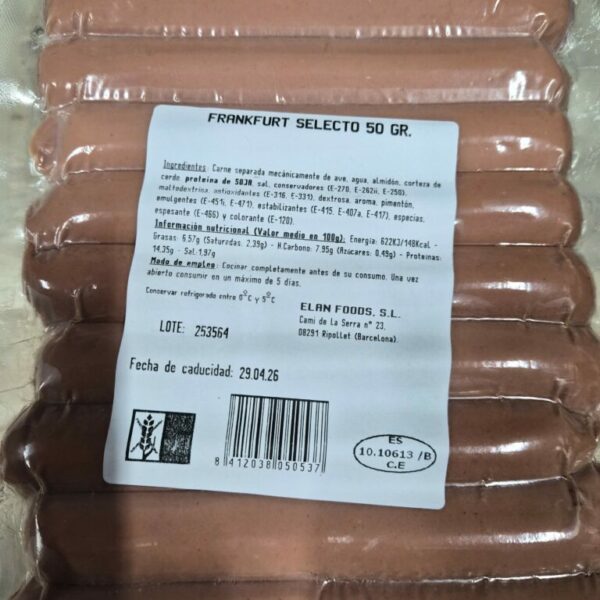 FRANKFURT SELECTO 50 GR.
Ingredientes: Carne separada mecánicamente de ave, agua, almidón, corteza de
cerdo, proteína de SOJA, sal, conservadores (E-270, E-262ii, E-250),
maltodextrina, antioxidantes (E-316, E-331), dextrosa, aroma, pimentón,
emulgentes (E-451i, E-471), estabilizantes (E-415, E-407a, E-417), especias,
espesante (E-466) y colorante (E-120).
Información nutricional (Valor medio en 100g): Energía: 622KJ/148Kcal -
Grasas: 6.57g (Saturadas: 2.39g) - H.Carbono: 7.95g (Azúcares: 0.49g) - Proteínas:
14.35g - Sal: 1.97g
Modo de empleo: Cocinar completamente antes de su consumo. Una vez
abierto consumir en un máximo de 5 días.
Conservar refrigerado entre 0ºC y 5ºC
ELAN FOODS, S.L.
Camí de la Serra nº 23,
08291 Ripollet (Barcelona)
LOTE: 253564
Fecha de caducidad: 29.04.26
8 412038 050537
ES
10.10613 /B
C.E